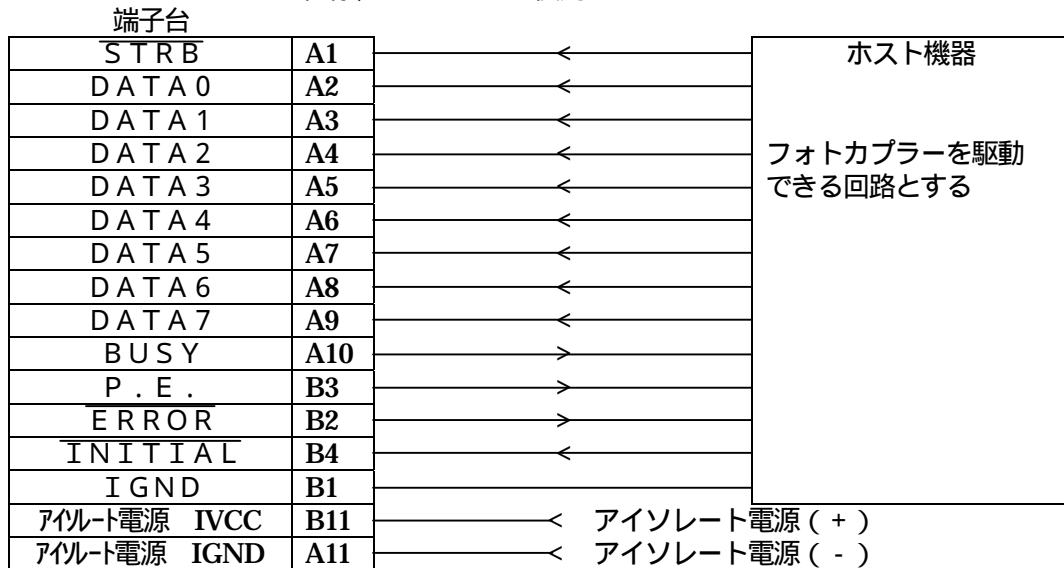 端子台
STRB A1 ホスト機器
DATA0 A2
DATA1 A3
DATA2 A4 フォトカプラーを駆動
DATA3 A5 できる回路とする
DATA4 A6
DATA5 A7
DATA6 A8
DATA7 A9
BUSY A10
P.E. B3
ERROR B2
INITIAL B4
IGND B1
ｱｲｿﾚｰﾄ電源 IVCC B11 アイソレート電源(+)
ｱｲｿﾚｰﾄ電源 IGND A11 アイソレート電源(-)